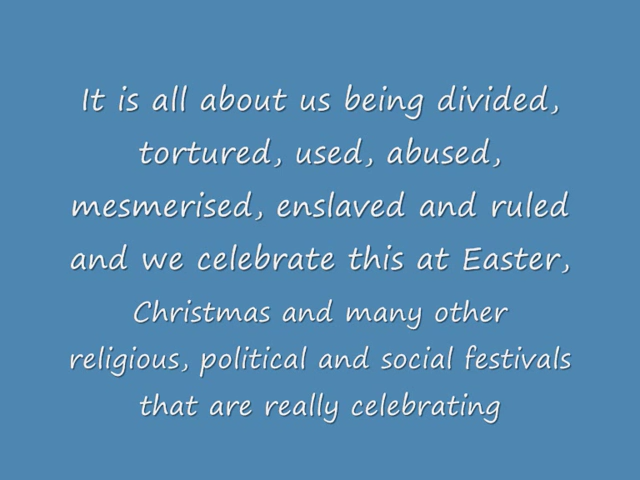 It is all about us being divided,
tortured, used, abused,
mesmerised, enslaved and ruled
and we celebrate this at Easter,
Christmas and many other
religious, political and social festivals
that are really celebrating